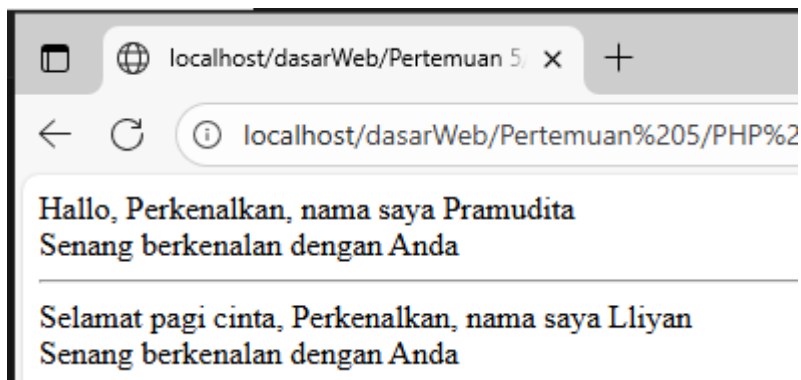 localhost/dasarWeb/Pertemuan 5/
localhost/dasarWeb/Pertemuan%205/PHP%2
Hallo, Perkenalkan, nama saya Pramudita
Senang berkenalan dengan Anda
Selamat pagi cinta, Perkenalkan, nama saya Lliyan
Senang berkenalan dengan Anda